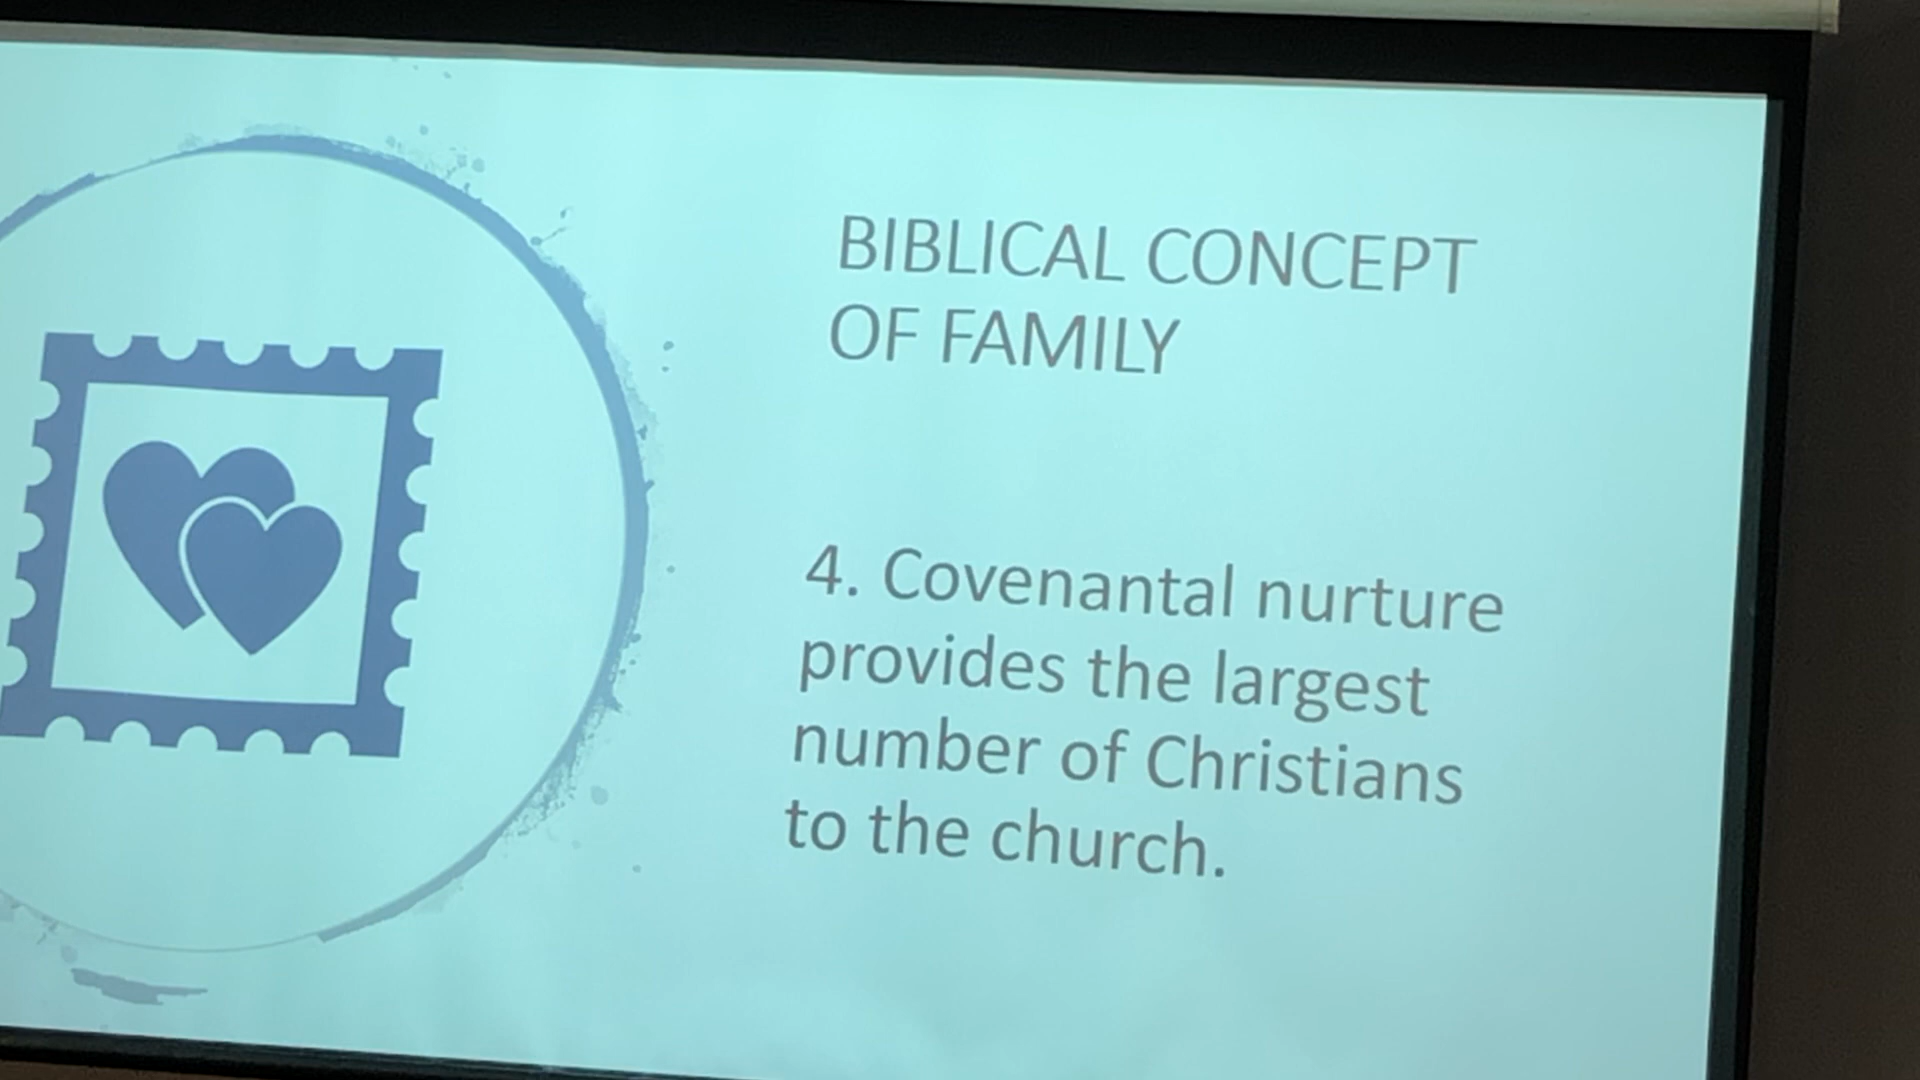 BIBLICAL CONCEPT
OF FAMILY
4. Covenantal nurture
provides the largest
number of Christians
to the church.